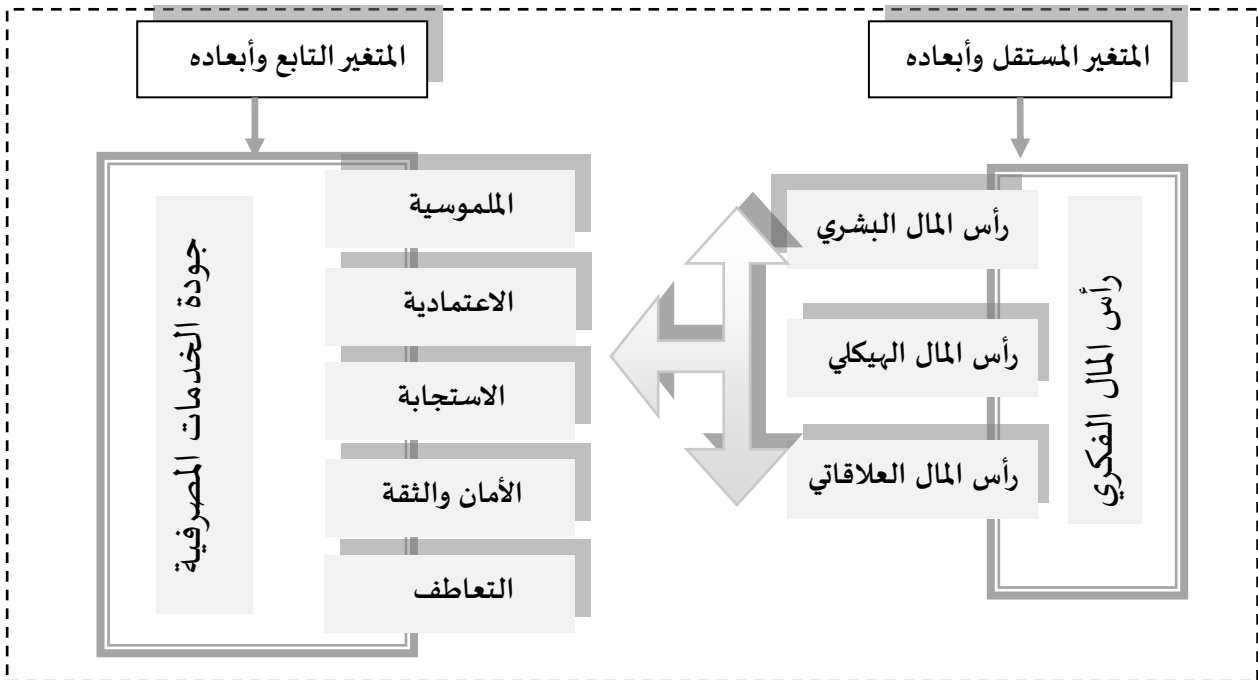 المتغير المستقل وأبعاده
رأس المال الفكري
رأس المال البشري
رأس المال الهيكلي
رأس المال العلاقاتي
المتغير التابع وأبعاده
الملموسية
الاعتمادية
الاستجابة
الأمان والثقة
التعاطف
جودة الخدمات المصرفية